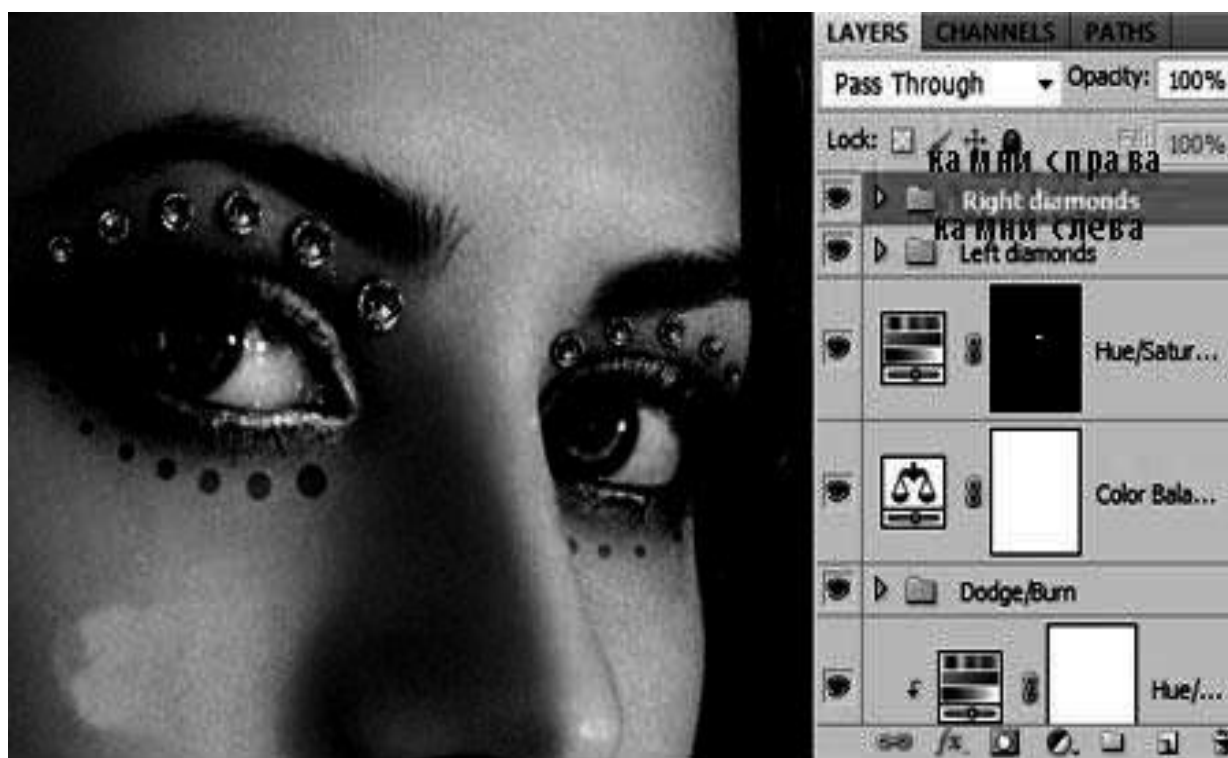 LAYERS CHANNELS PATHS
Pass Through Opacity: 100%
Lock: 100%
камни справа
Right diamonds
камни слева
Left diamonds
Hue/Satur...
Color Bala...
Dodge/Burn
Hue/...
fx.